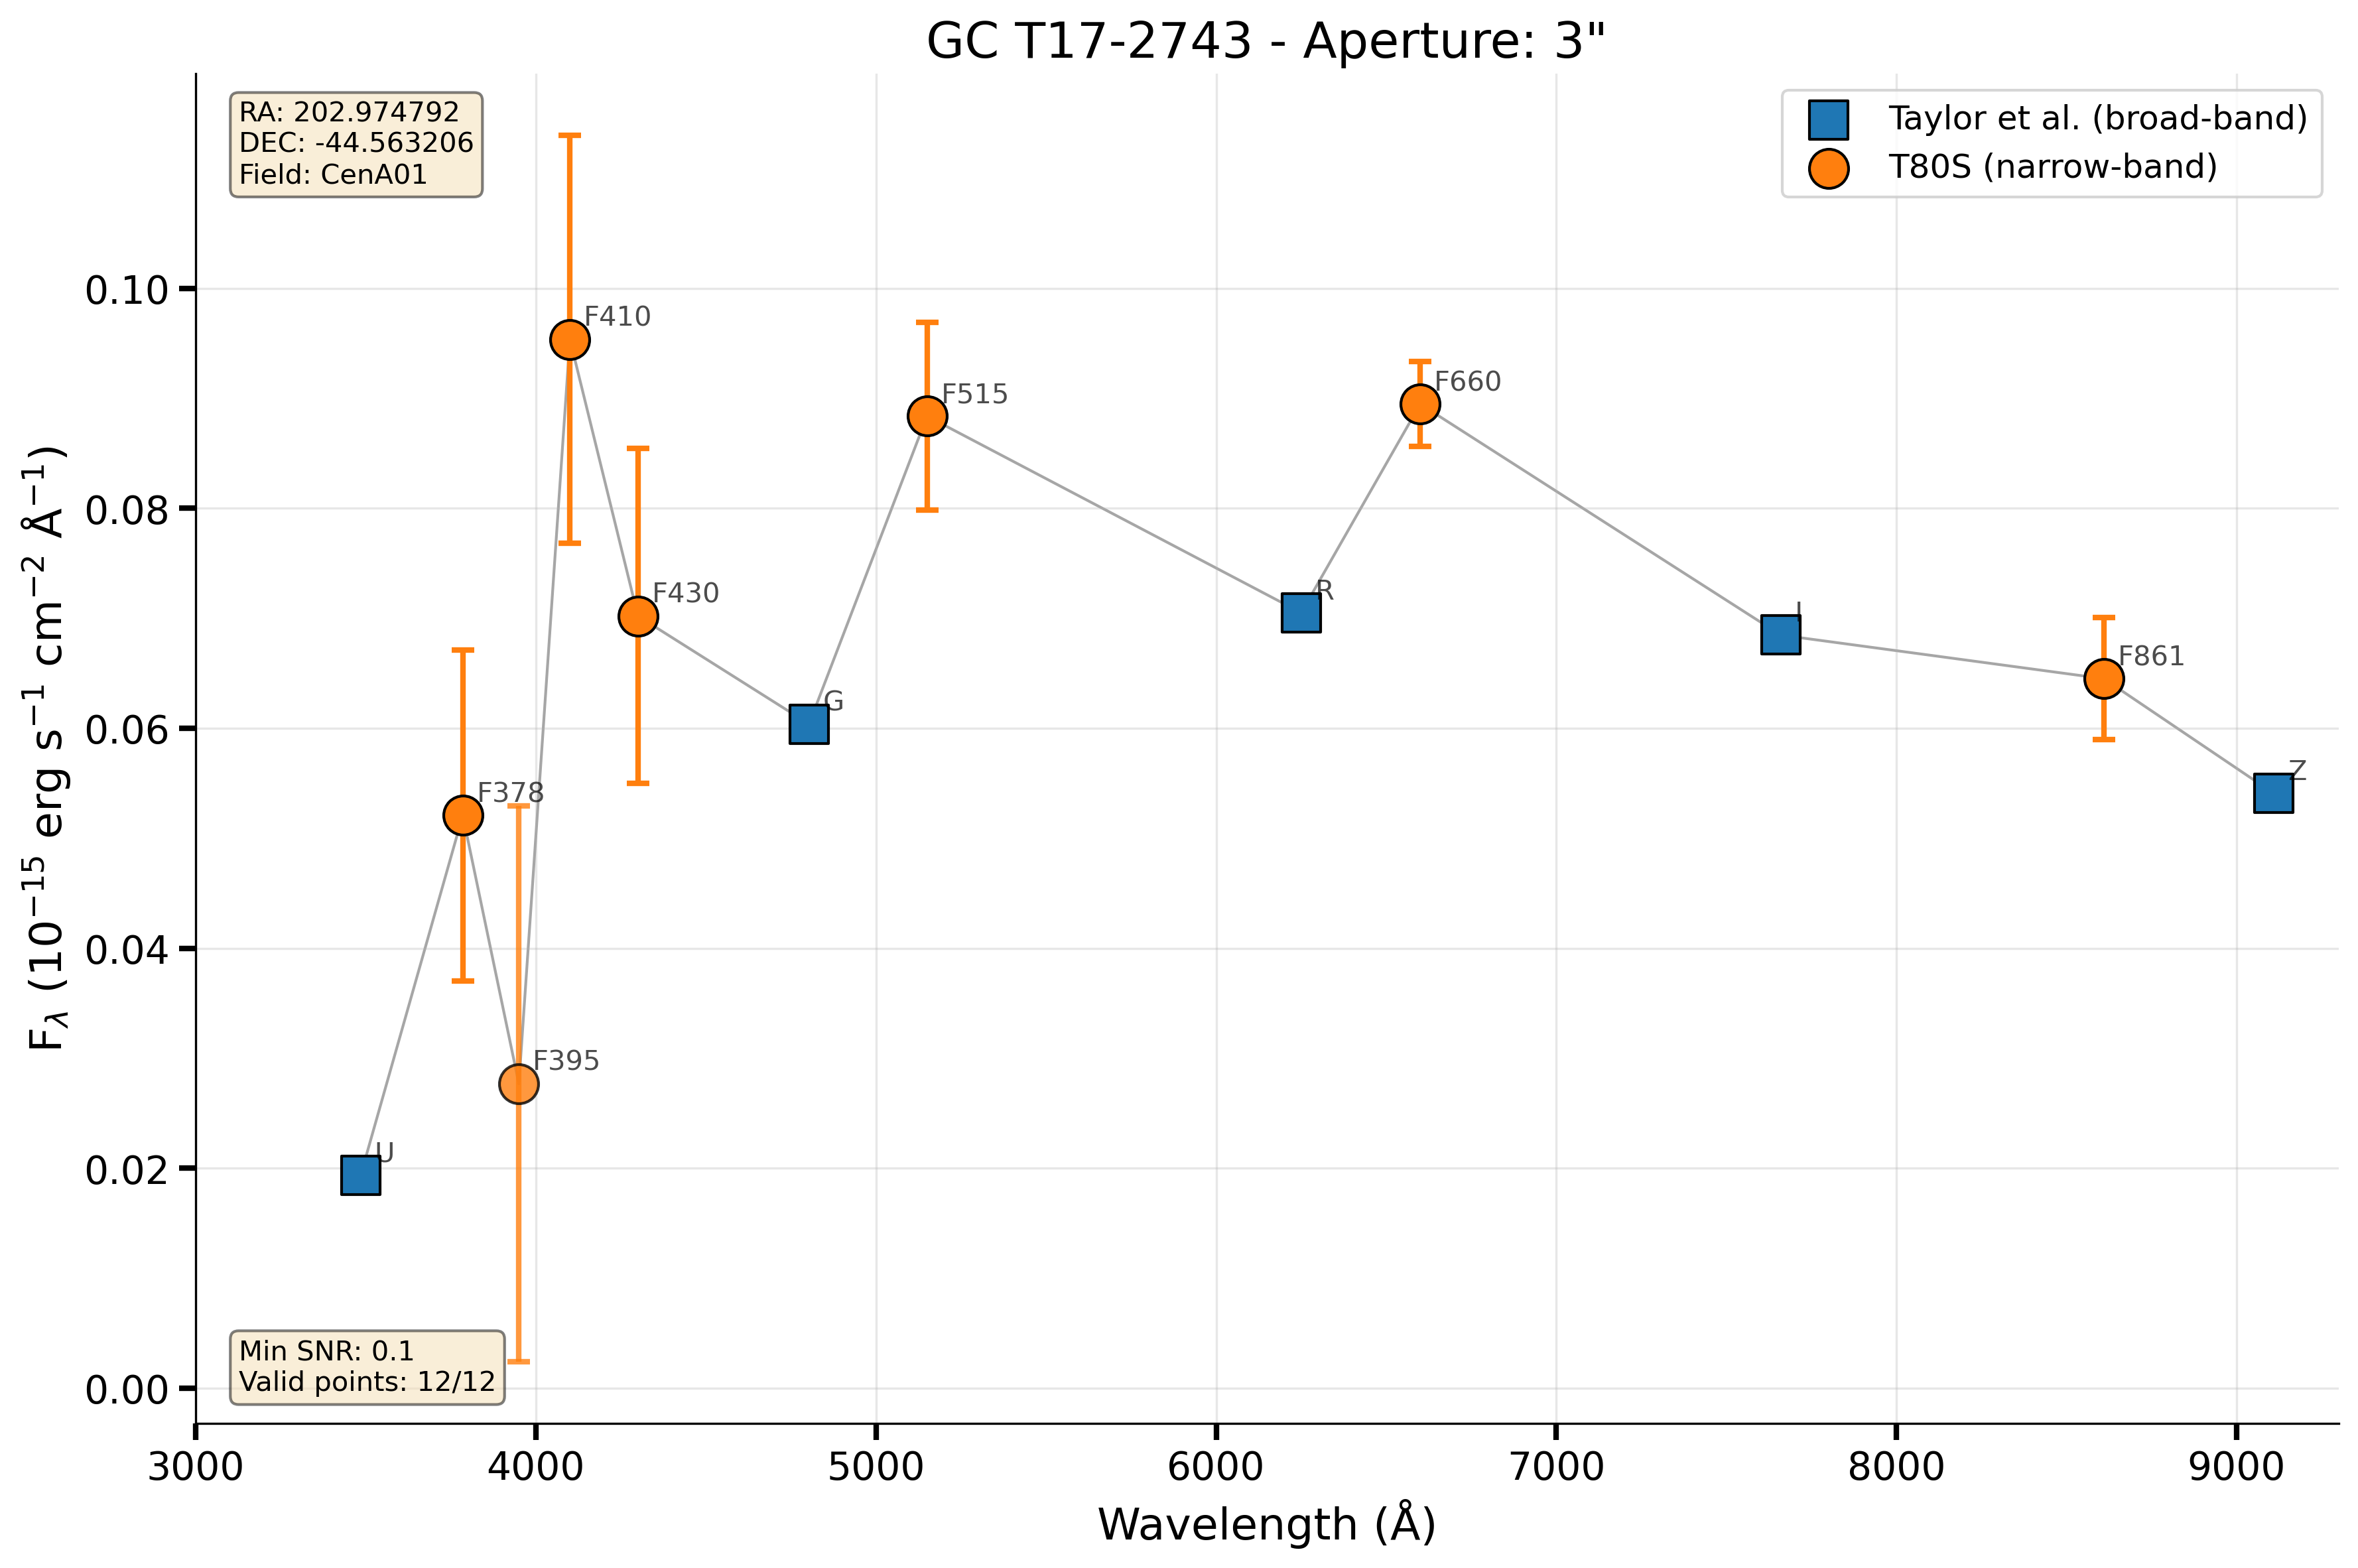 GC T17-2743 - Aperture: 3"
RA: 202.974792
DEC: -44.563206
Field: CenA01
Taylor et al. (broad-band)
T80S (narrow-band)
F410
F515
F660
F430
R
I
F861
G
Z
F378
F395
U
Min SNR: 0.1
Valid points: 12/12
0.10
0.08
0.06
0.04
0.02
0.00
F_λ (10⁻¹⁵ erg s⁻¹ cm⁻² Å⁻¹)
3000 4000 5000 6000 7000 8000 9000
Wavelength (Å)